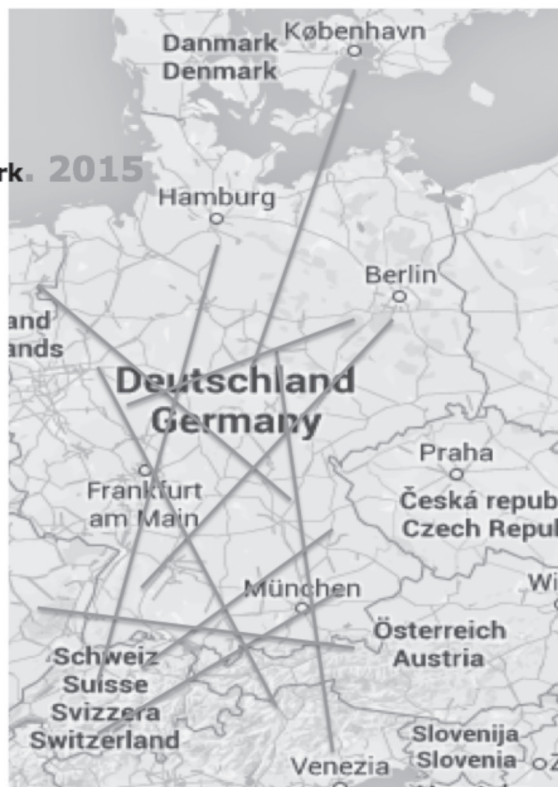 København
Danmark
Denmark
rk. 2015
Hamburg
Berlin
and
ands
Deutschland
Germany
Praha
Frankfurt
am Main
Česká repub
Czech Repul
München
Wi
Österreich
Austria
Schweiz
Suisse
Svizzera
Switzerland
Slovenija
Slovenia
Z
Venezia